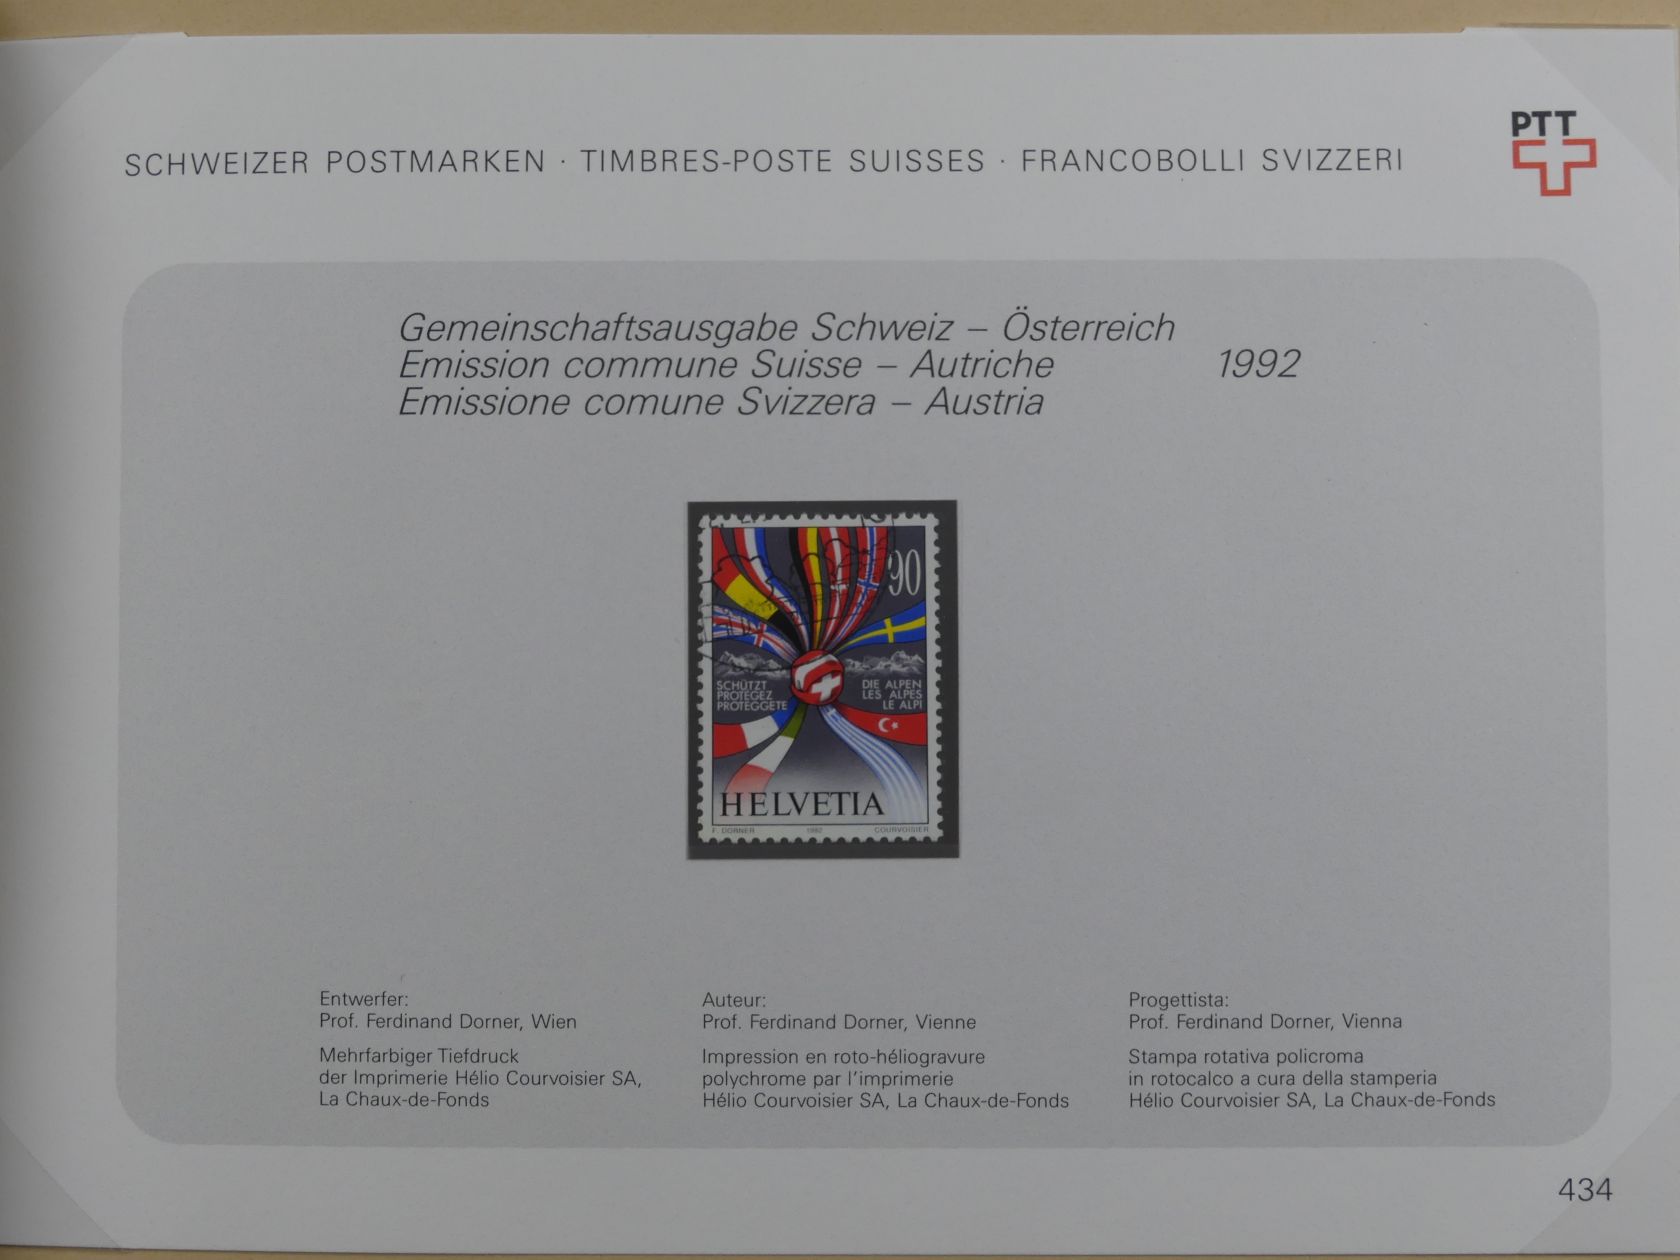 PTT
SCHWEIZER POSTMARKEN · TIMBRES-POSTE SUISSES · FRANCOBOLLI SVIZZERI
Gemeinschaftsausgabe Schweiz – Österreich
Emission commune Suisse – Autriche 1992
Emissione comune Svizzera – Austria
90
SCHÜTZT DIE ALPEN
PROTEGEZ LES ALPES
PROTEGGETE LE ALPI
HELVETIA
F. DORNER 1992 COURVOISIER
Entwerfer:
Prof. Ferdinand Dorner, Wien
Mehrfarbiger Tiefdruck
der Imprimerie Hélio Courvoisier SA,
La Chaux-de-Fonds
Auteur:
Prof. Ferdinand Dorner, Vienne
Impression en roto-héliogravure
polychrome par l'imprimerie
Hélio Courvoisier SA, La Chaux-de-Fonds
Progettista:
Prof. Ferdinand Dorner, Vienna
Stampa rotativa policroma
in rotocalco a cura della stamperia
Hélio Courvoisier SA, La Chaux-de-Fonds
434